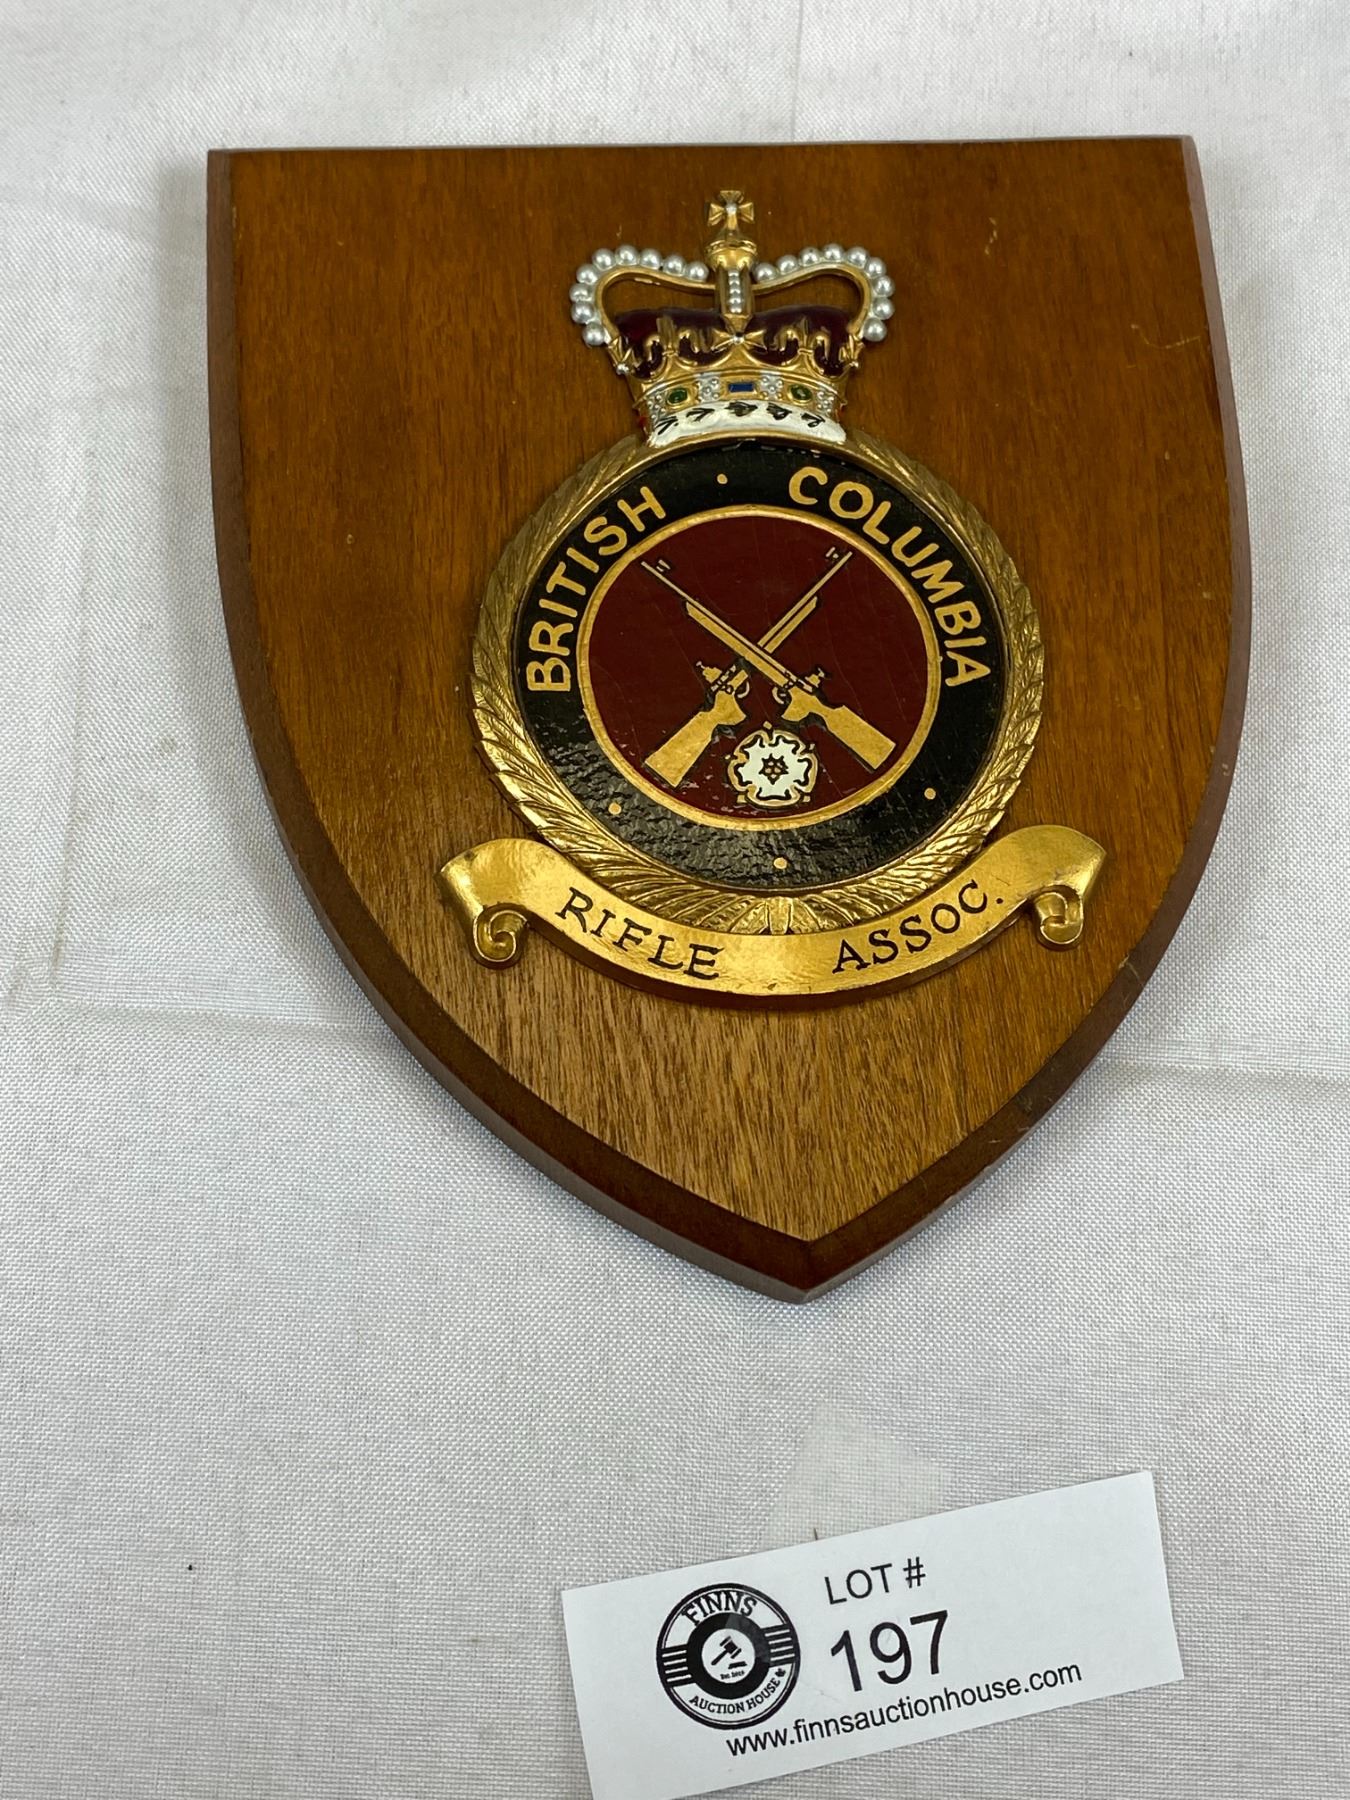 BRITISH · COLUMBIA
RIFLE ASSOC.
FINNS
AUCTION HOUSE
LOT #
197
www.finnsauctionhouse.com